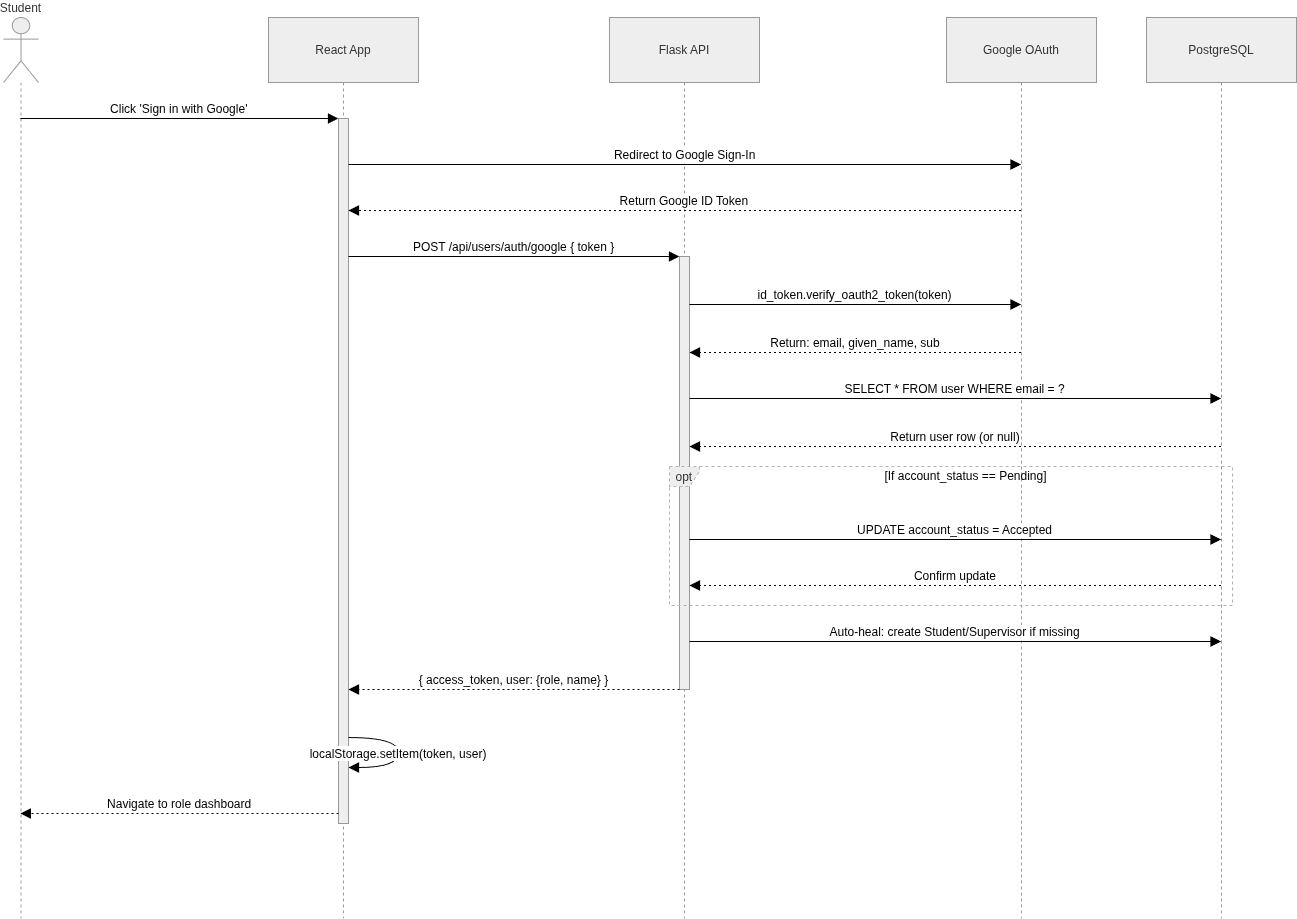 Student
React App
Flask API
Google OAuth
PostgreSQL
Click 'Sign in with Google'
Redirect to Google Sign-In
Return Google ID Token
POST /api/users/auth/google { token }
id_token.verify_oauth2_token(token)
Return: email, given_name, sub
SELECT * FROM user WHERE email = ?
Return user row (or null)
opt
[If account_status == Pending]
UPDATE account_status = Accepted
Confirm update
Auto-heal: create Student/Supervisor if missing
{ access_token, user: {role, name} }
localStorage.setItem(token, user)
Navigate to role dashboard